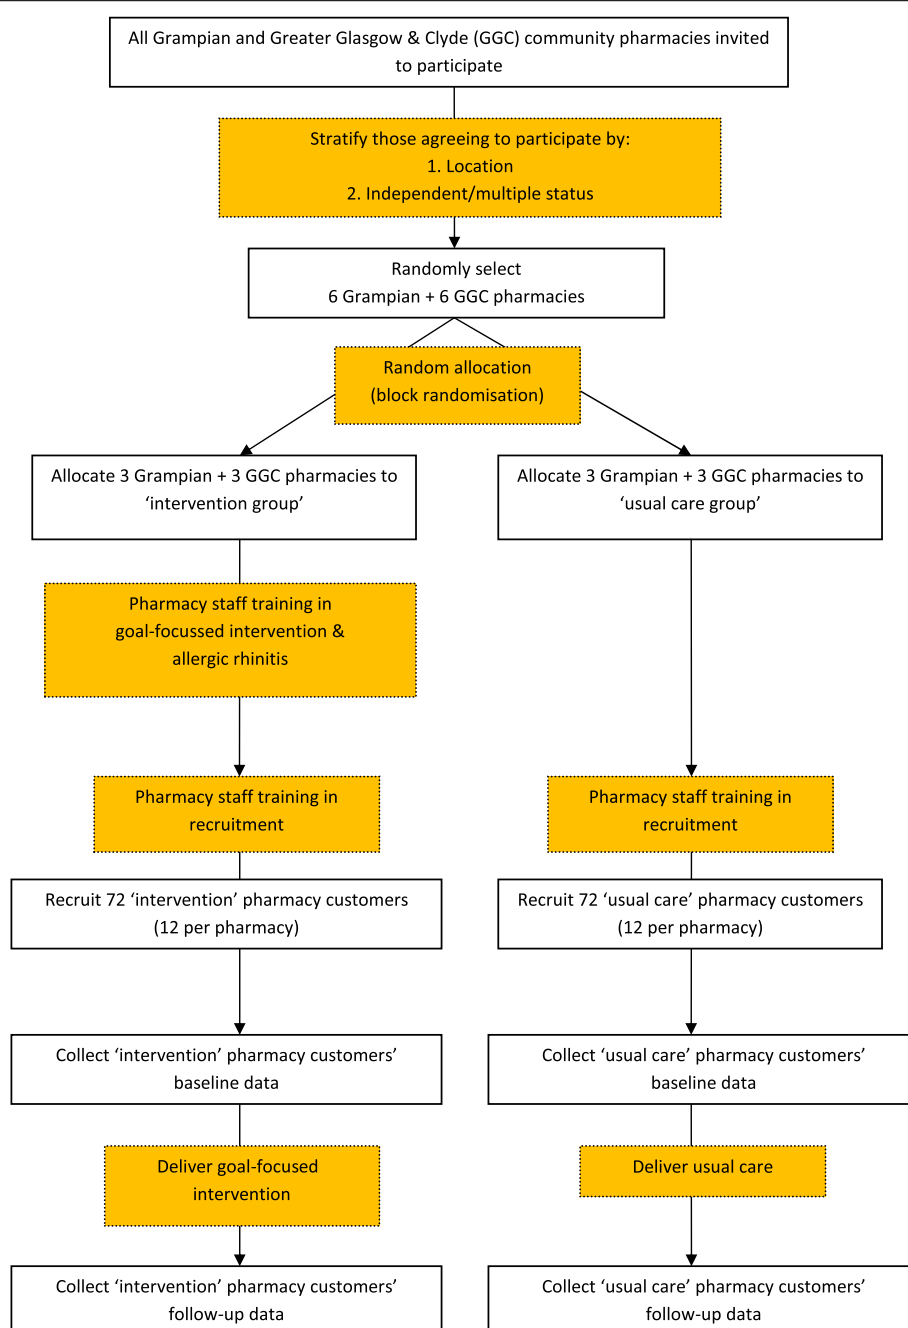 All Grampian and Greater Glasgow & Clyde (GGC) community pharmacies invited
to participate
Stratify those agreeing to participate by:
1. Location
2. Independent/multiple status
Randomly select
6 Grampian + 6 GGC pharmacies
Random allocation
(block randomisation)
Allocate 3 Grampian + 3 GGC pharmacies to
‘intervention group’
Allocate 3 Grampian + 3 GGC pharmacies to
‘usual care group’
Pharmacy staff training in
goal-focussed intervention &
allergic rhinitis
Pharmacy staff training in
recruitment
Pharmacy staff training in
recruitment
Recruit 72 ‘intervention’ pharmacy customers
(12 per pharmacy)
Recruit 72 ‘usual care’ pharmacy customers
(12 per pharmacy)
Collect ‘intervention’ pharmacy customers’
baseline data
Collect ‘usual care’ pharmacy customers’
baseline data
Deliver goal-focused
intervention
Deliver usual care
Collect ‘intervention’ pharmacy customers’
follow-up data
Collect ‘usual care’ pharmacy customers’
follow-up data